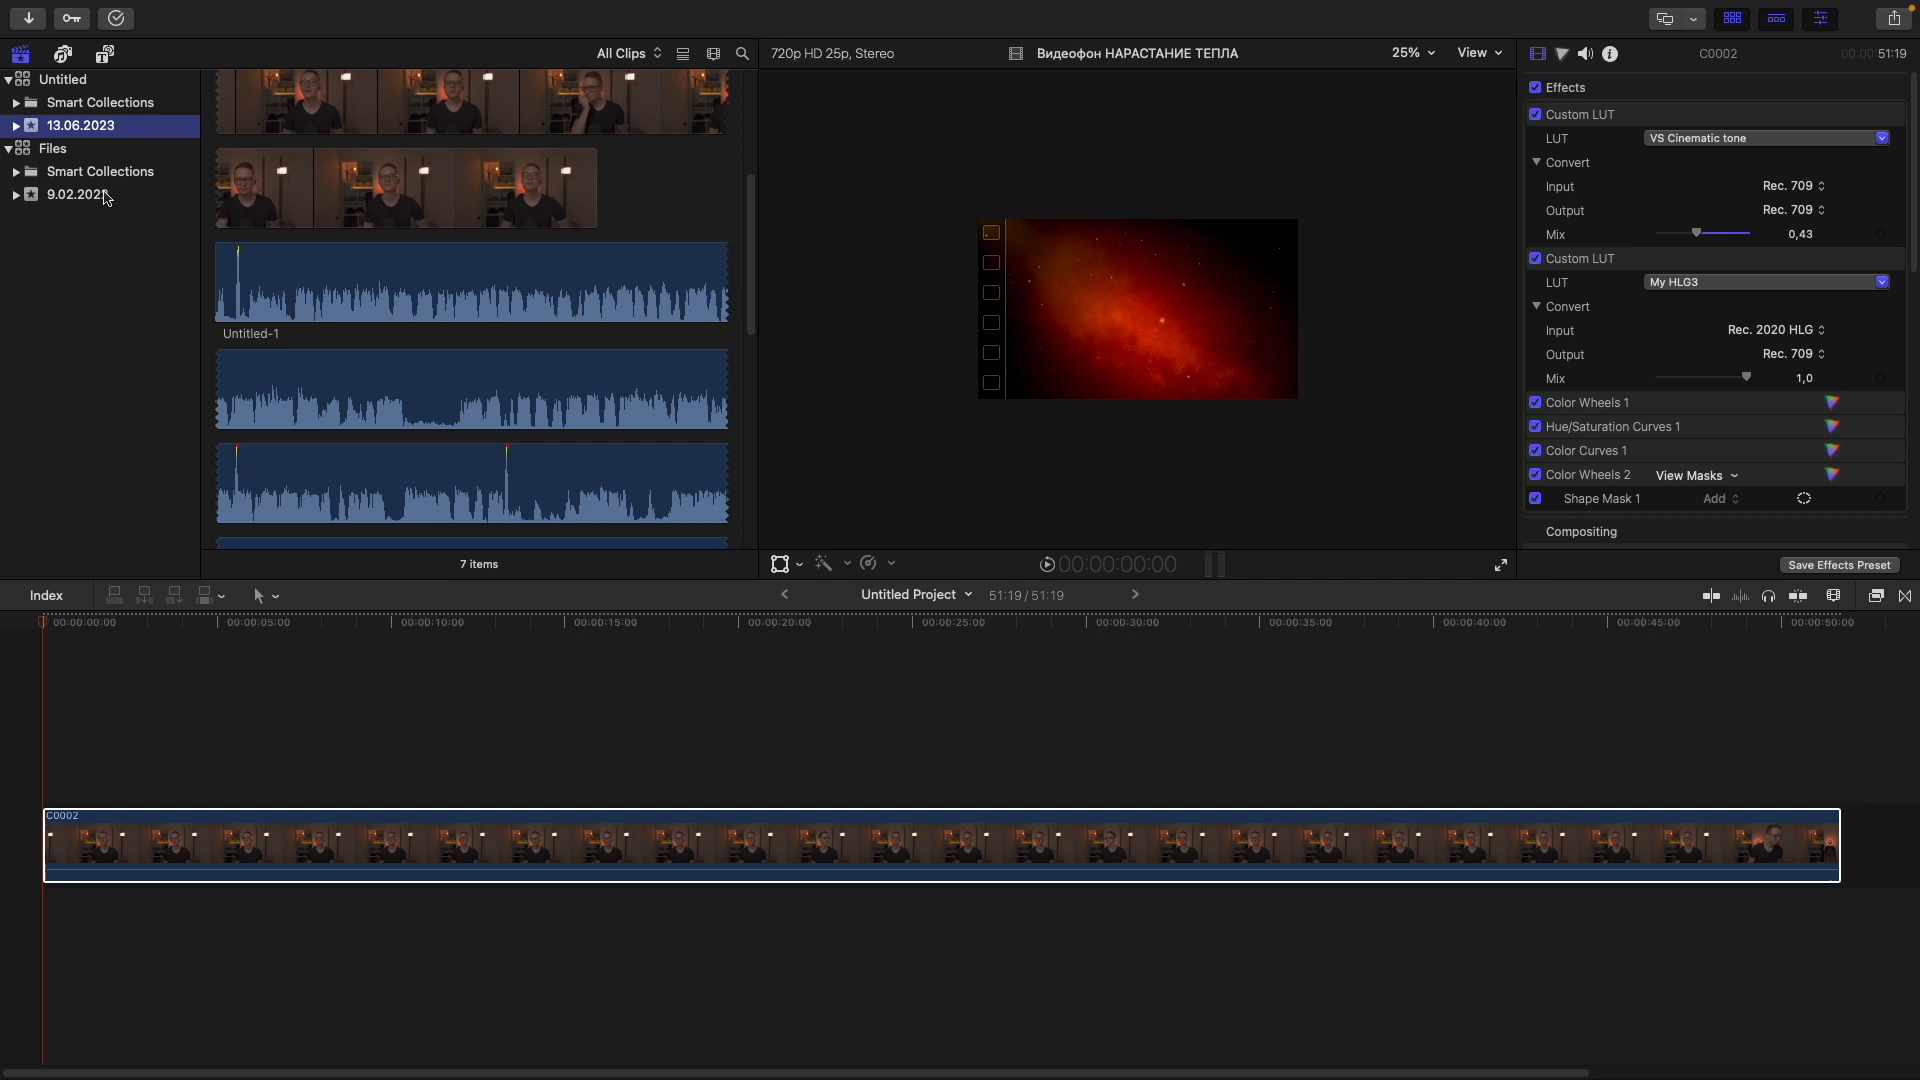 All Clips
720p HD 25p, Stereo
Видеофон НАРАСТАНИЕ ТЕПЛА
25%
View
C0002
00:00:51:19
Untitled
Smart Collections
13.06.2023
Files
Smart Collections
Untitled-1
7 items
Effects
Custom LUT
LUT
VS Cinematic tone
Convert
Input
Rec. 709
Output
Rec. 709
Mix
0,43
Custom LUT
LUT
My HLG3
Convert
Input
Rec. 2020 HLG
Output
Rec. 709
Mix
1,0
Color Wheels 1
Hue/Saturation Curves 1
Color Curves 1
Color Wheels 2
View Masks
Shape Mask 1
Add
Compositing
Save Effects Preset
00:00:00:00
Index
Untitled Project
51:19 / 51:19
00:00:00:00
00:00:05:00
00:00:10:00
00:00:15:00
00:00:20:00
00:00:25:00
00:00:30:00
00:00:35:00
00:00:40:00
00:00:45:00
00:00:50:00
C0002